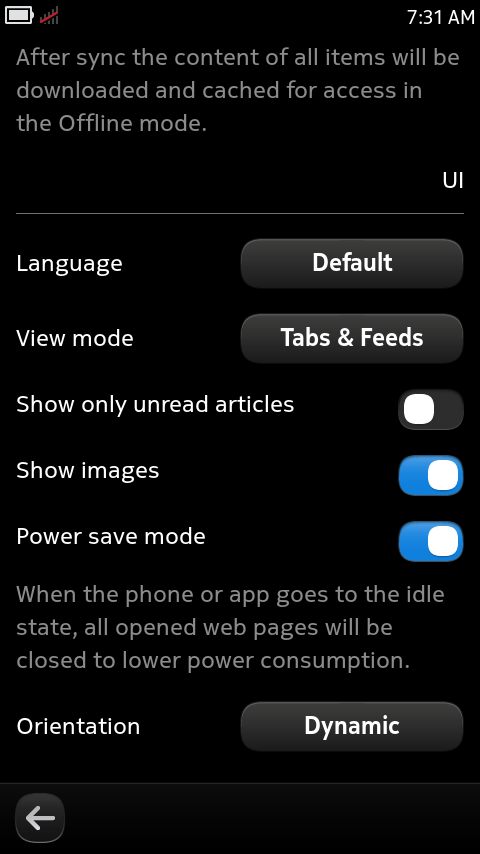 7:31 AM
After sync the content of all items will be
downloaded and cached for access in
the Offline mode.
UI
Language
Default
View mode
Tabs & Feeds
Show only unread articles
Show images
Power save mode
When the phone or app goes to the idle
state, all opened web pages will be
closed to lower power consumption.
Orientation
Dynamic